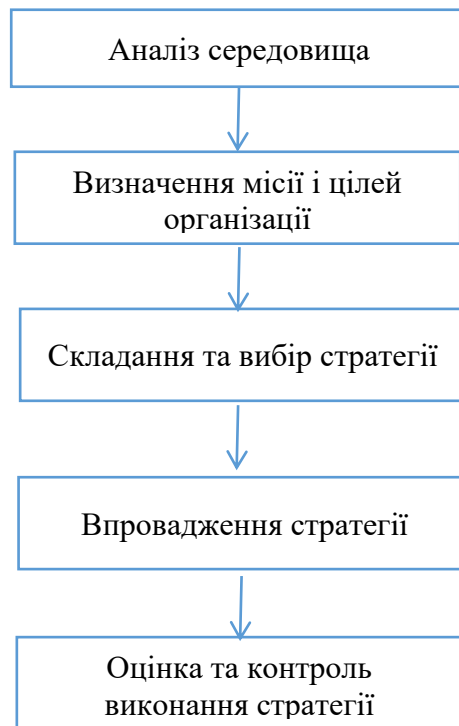 Аналіз середовища
Визначення місії і цілей
організації
Складання та вибір стратегії
Впровадження стратегії
Оцінка та контроль
виконання стратегії